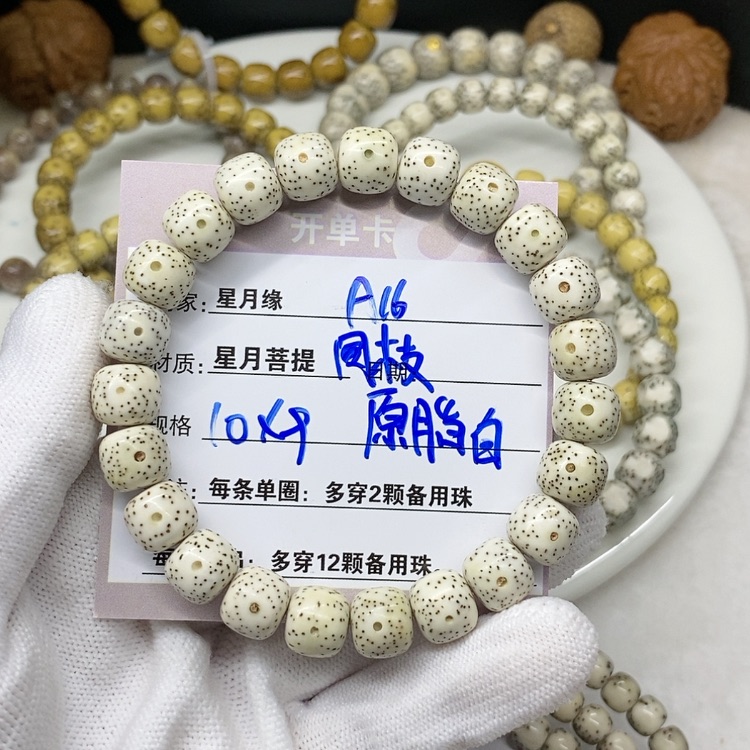 开单卡
家: 星月缘 A16
材质: 星月菩提 同枝
日期
规格 10x9 原脂白
每条单圈: 多穿2颗备用珠
多穿12颗备用珠。